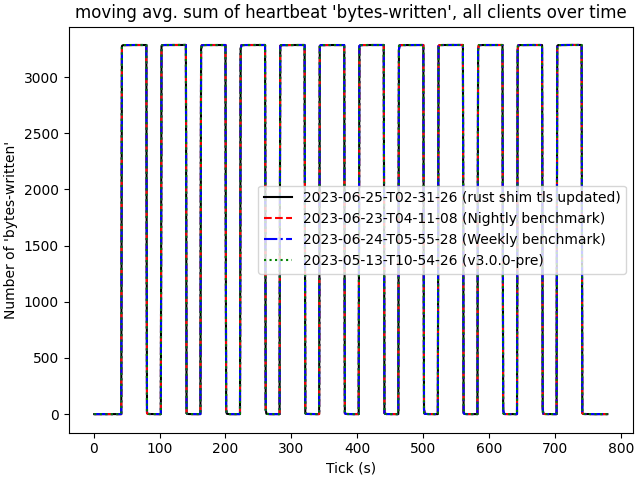 moving avg. sum of heartbeat 'bytes-written', all clients over time
Number of 'bytes-written'
3000
2500
2000
1500
1000
500
0
2023-06-25-T02-31-26 (rust shim tls updated)
2023-06-23-T04-11-08 (Nightly benchmark)
2023-06-24-T05-55-28 (Weekly benchmark)
2023-05-13-T10-54-26 (v3.0.0-pre)
0 100 200 300 400 500 600 700 800
Tick (s)